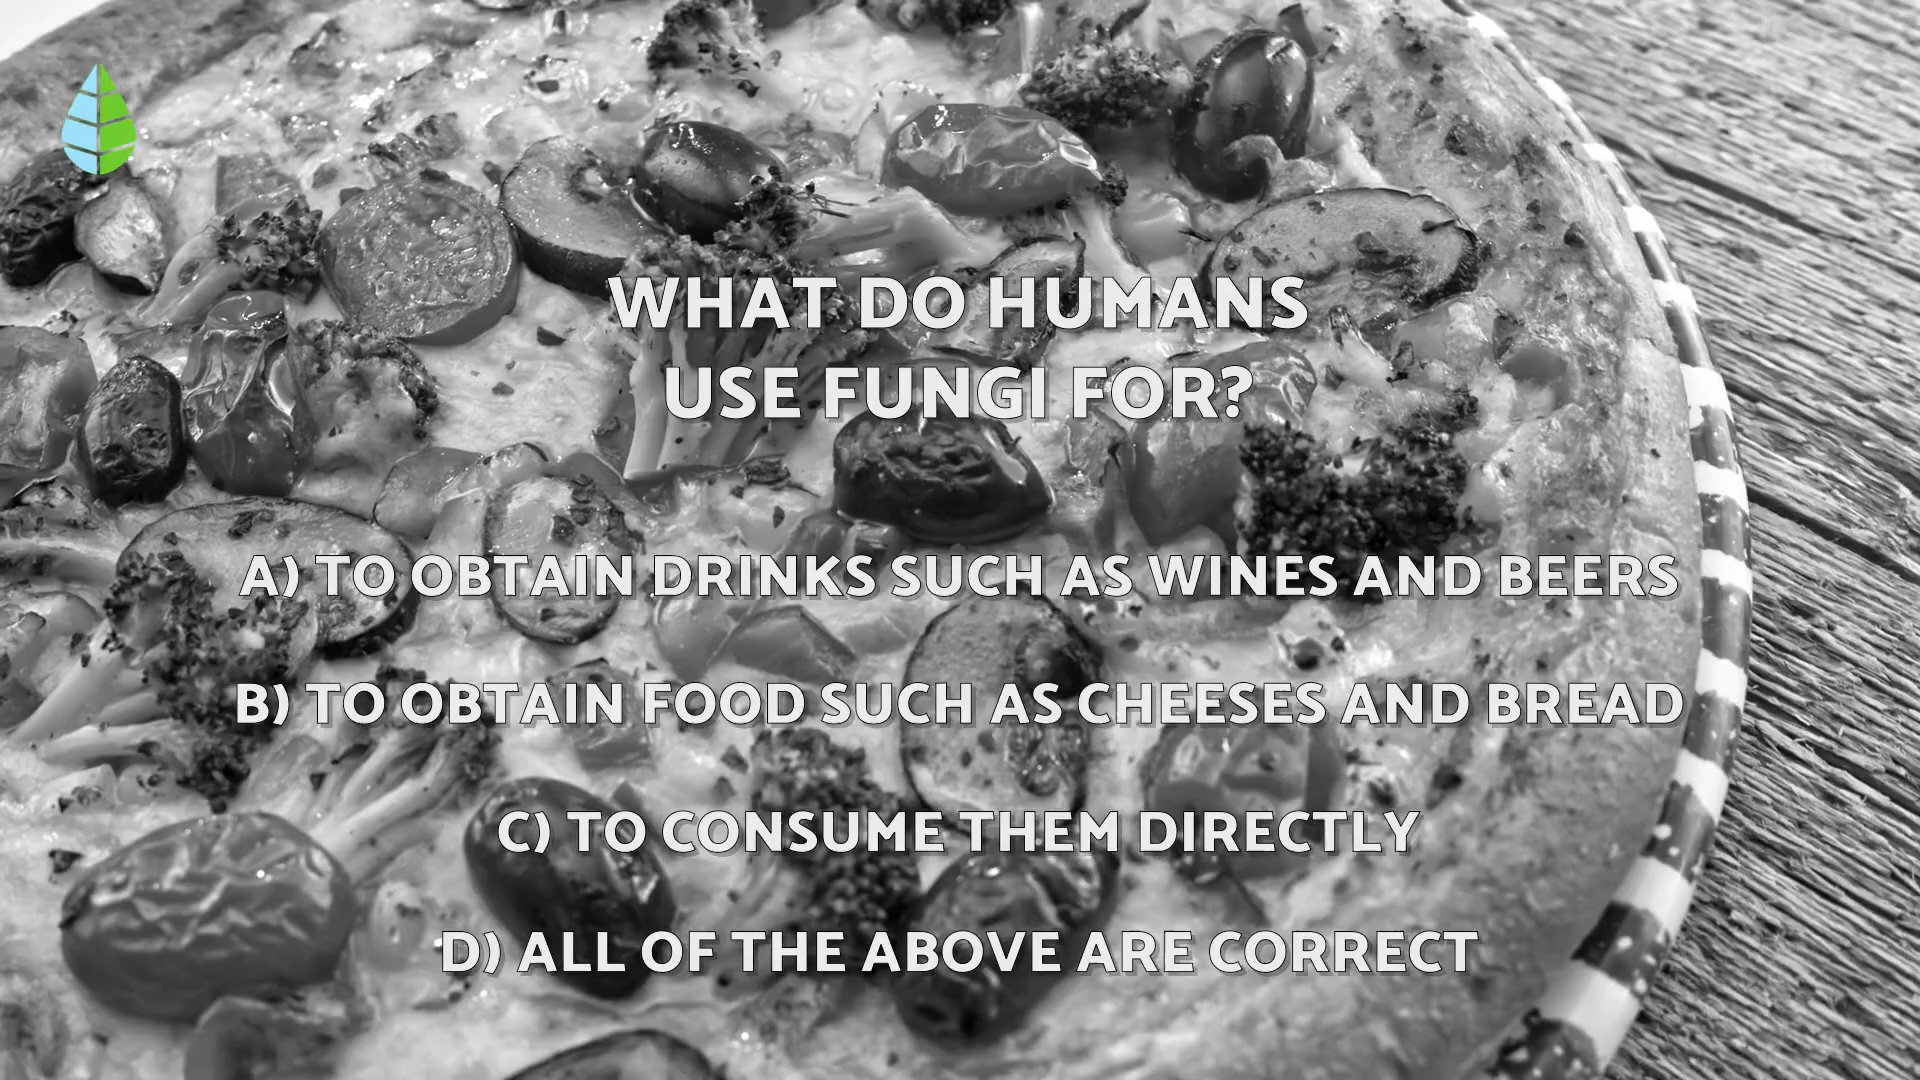 WHAT DO HUMANS
USE FUNGI FOR?
A) TO OBTAIN DRINKS SUCH AS WINES AND BEERS
B) TO OBTAIN FOOD SUCH AS CHEESES AND BREAD
C) TO CONSUME THEM DIRECTLY
D) ALL OF THE ABOVE ARE CORRECT